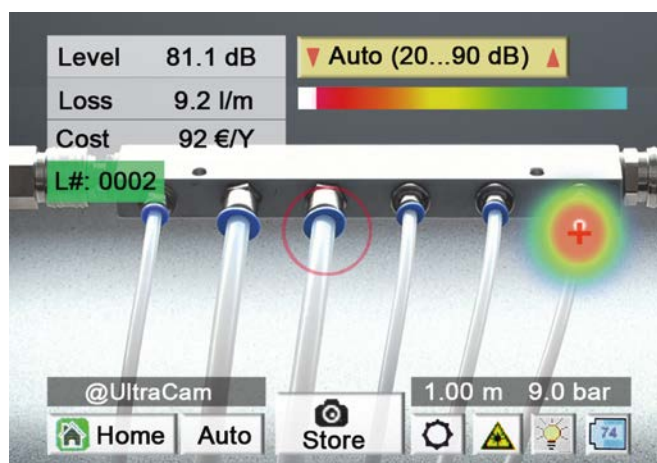 Level 81.1 dB
Auto (20...90 dB)
Loss 9.2 l/m
Cost 92 €/Y
L#: 0002
@UltraCam
1.00 m 9.0 bar
Home
Auto
Store
74